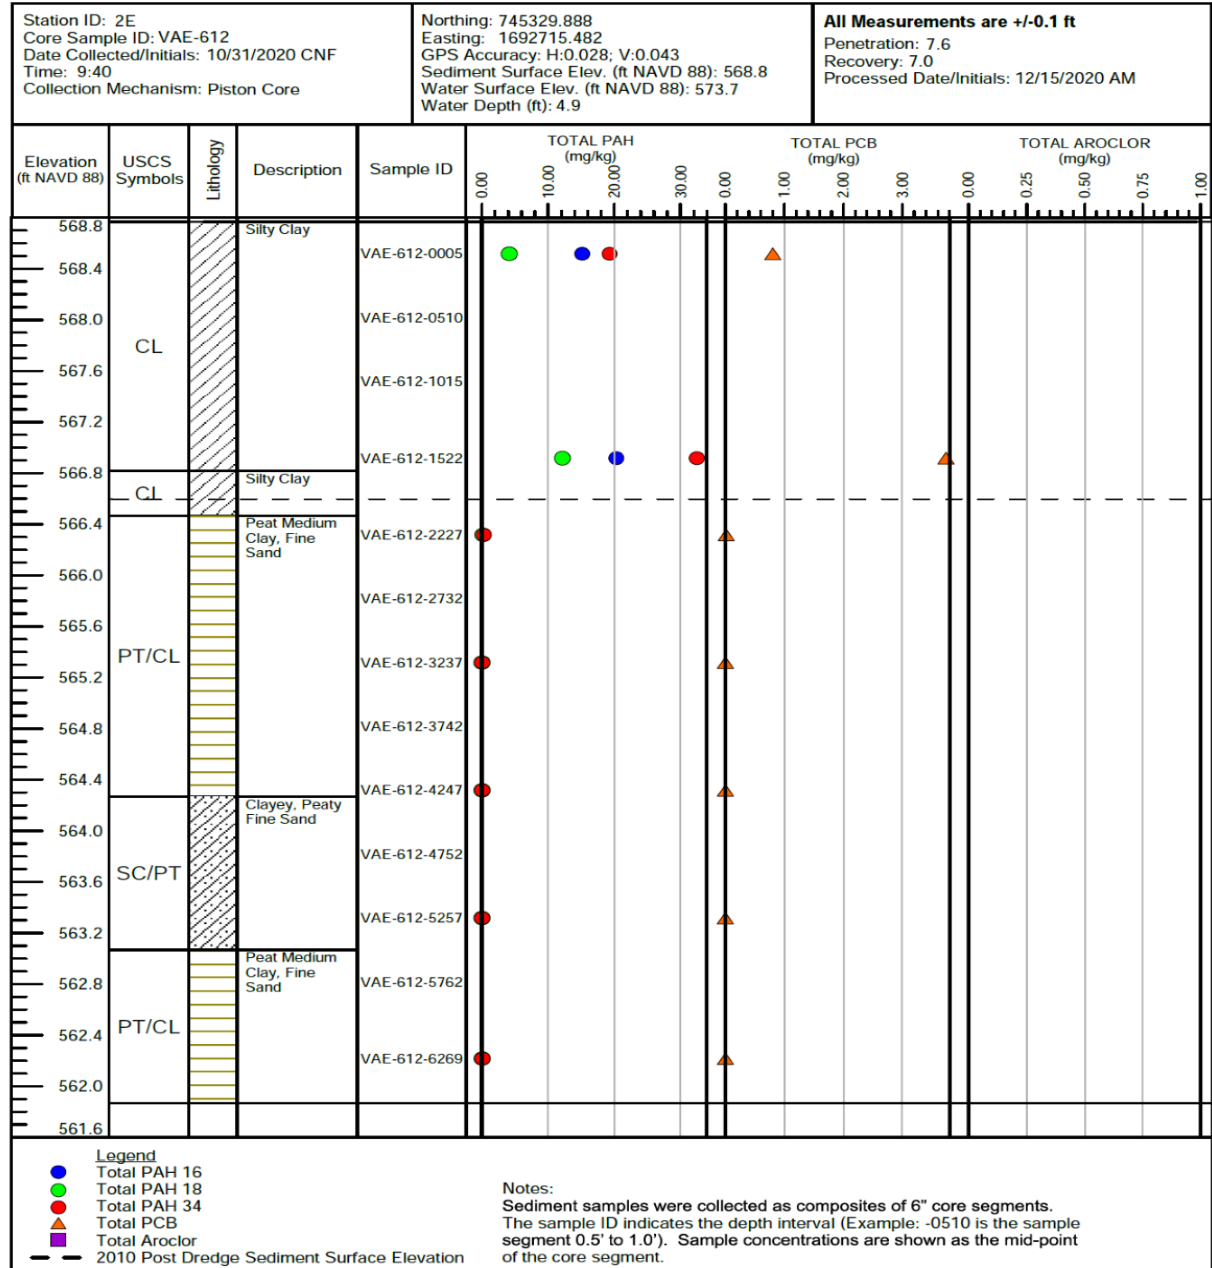 Station ID: 2E
Core Sample ID: VAE-612
Date Collected/Initials: 10/31/2020 CNF
Time: 9:40
Collection Mechanism: Piston Core
Northing: 745329.888
Easting: 1692715.482
GPS Accuracy: H:0.028; V:0.043
Sediment Surface Elev. (ft NAVD 88): 568.8
Water Surface Elev. (ft NAVD 88): 573.7
Water Depth (ft): 4.9
All Measurements are +/-0.1 ft
Penetration: 7.6
Recovery: 7.0
Processed Date/Initials: 12/15/2020 AM
Elevation
(ft NAVD 88)
USCS
Symbols
Lithology
Description
Sample ID
TOTAL PAH
(mg/kg)
0.00
10.00
20.00
30.00
TOTAL PCB
(mg/kg)
0.00
1.00
2.00
3.00
TOTAL AROCLOR
(mg/kg)
0.00
0.25
0.50
0.75
1.00
568.8
568.4
568.0
567.6
567.2
566.8
566.4
566.0
565.6
565.2
564.8
564.4
564.0
563.6
563.2
562.8
562.4
562.0
561.6
CL
CL
PT/CL
SC/PT
PT/CL
Silty Clay
Silty Clay
Peat Medium
Clay, Fine
Sand
Clayey, Peaty
Fine Sand
Peat Medium
Clay, Fine
Sand
VAE-612-0005
VAE-612-0510
VAE-612-1015
VAE-612-1522
VAE-612-2227
VAE-612-2732
VAE-612-3237
VAE-612-3742
VAE-612-4247
VAE-612-4752
VAE-612-5257
VAE-612-5762
VAE-612-6269
Legend
Total PAH 16
Total PAH 18
Total PAH 34
Total PCB
Total Aroclor
2010 Post Dredge Sediment Surface Elevation
Notes:
Sediment samples were collected as composites of 6" core segments.
The sample ID indicates the depth interval (Example: -0510 is the sample
segment 0.5' to 1.0'). Sample concentrations are shown as the mid-point
of the core segment.